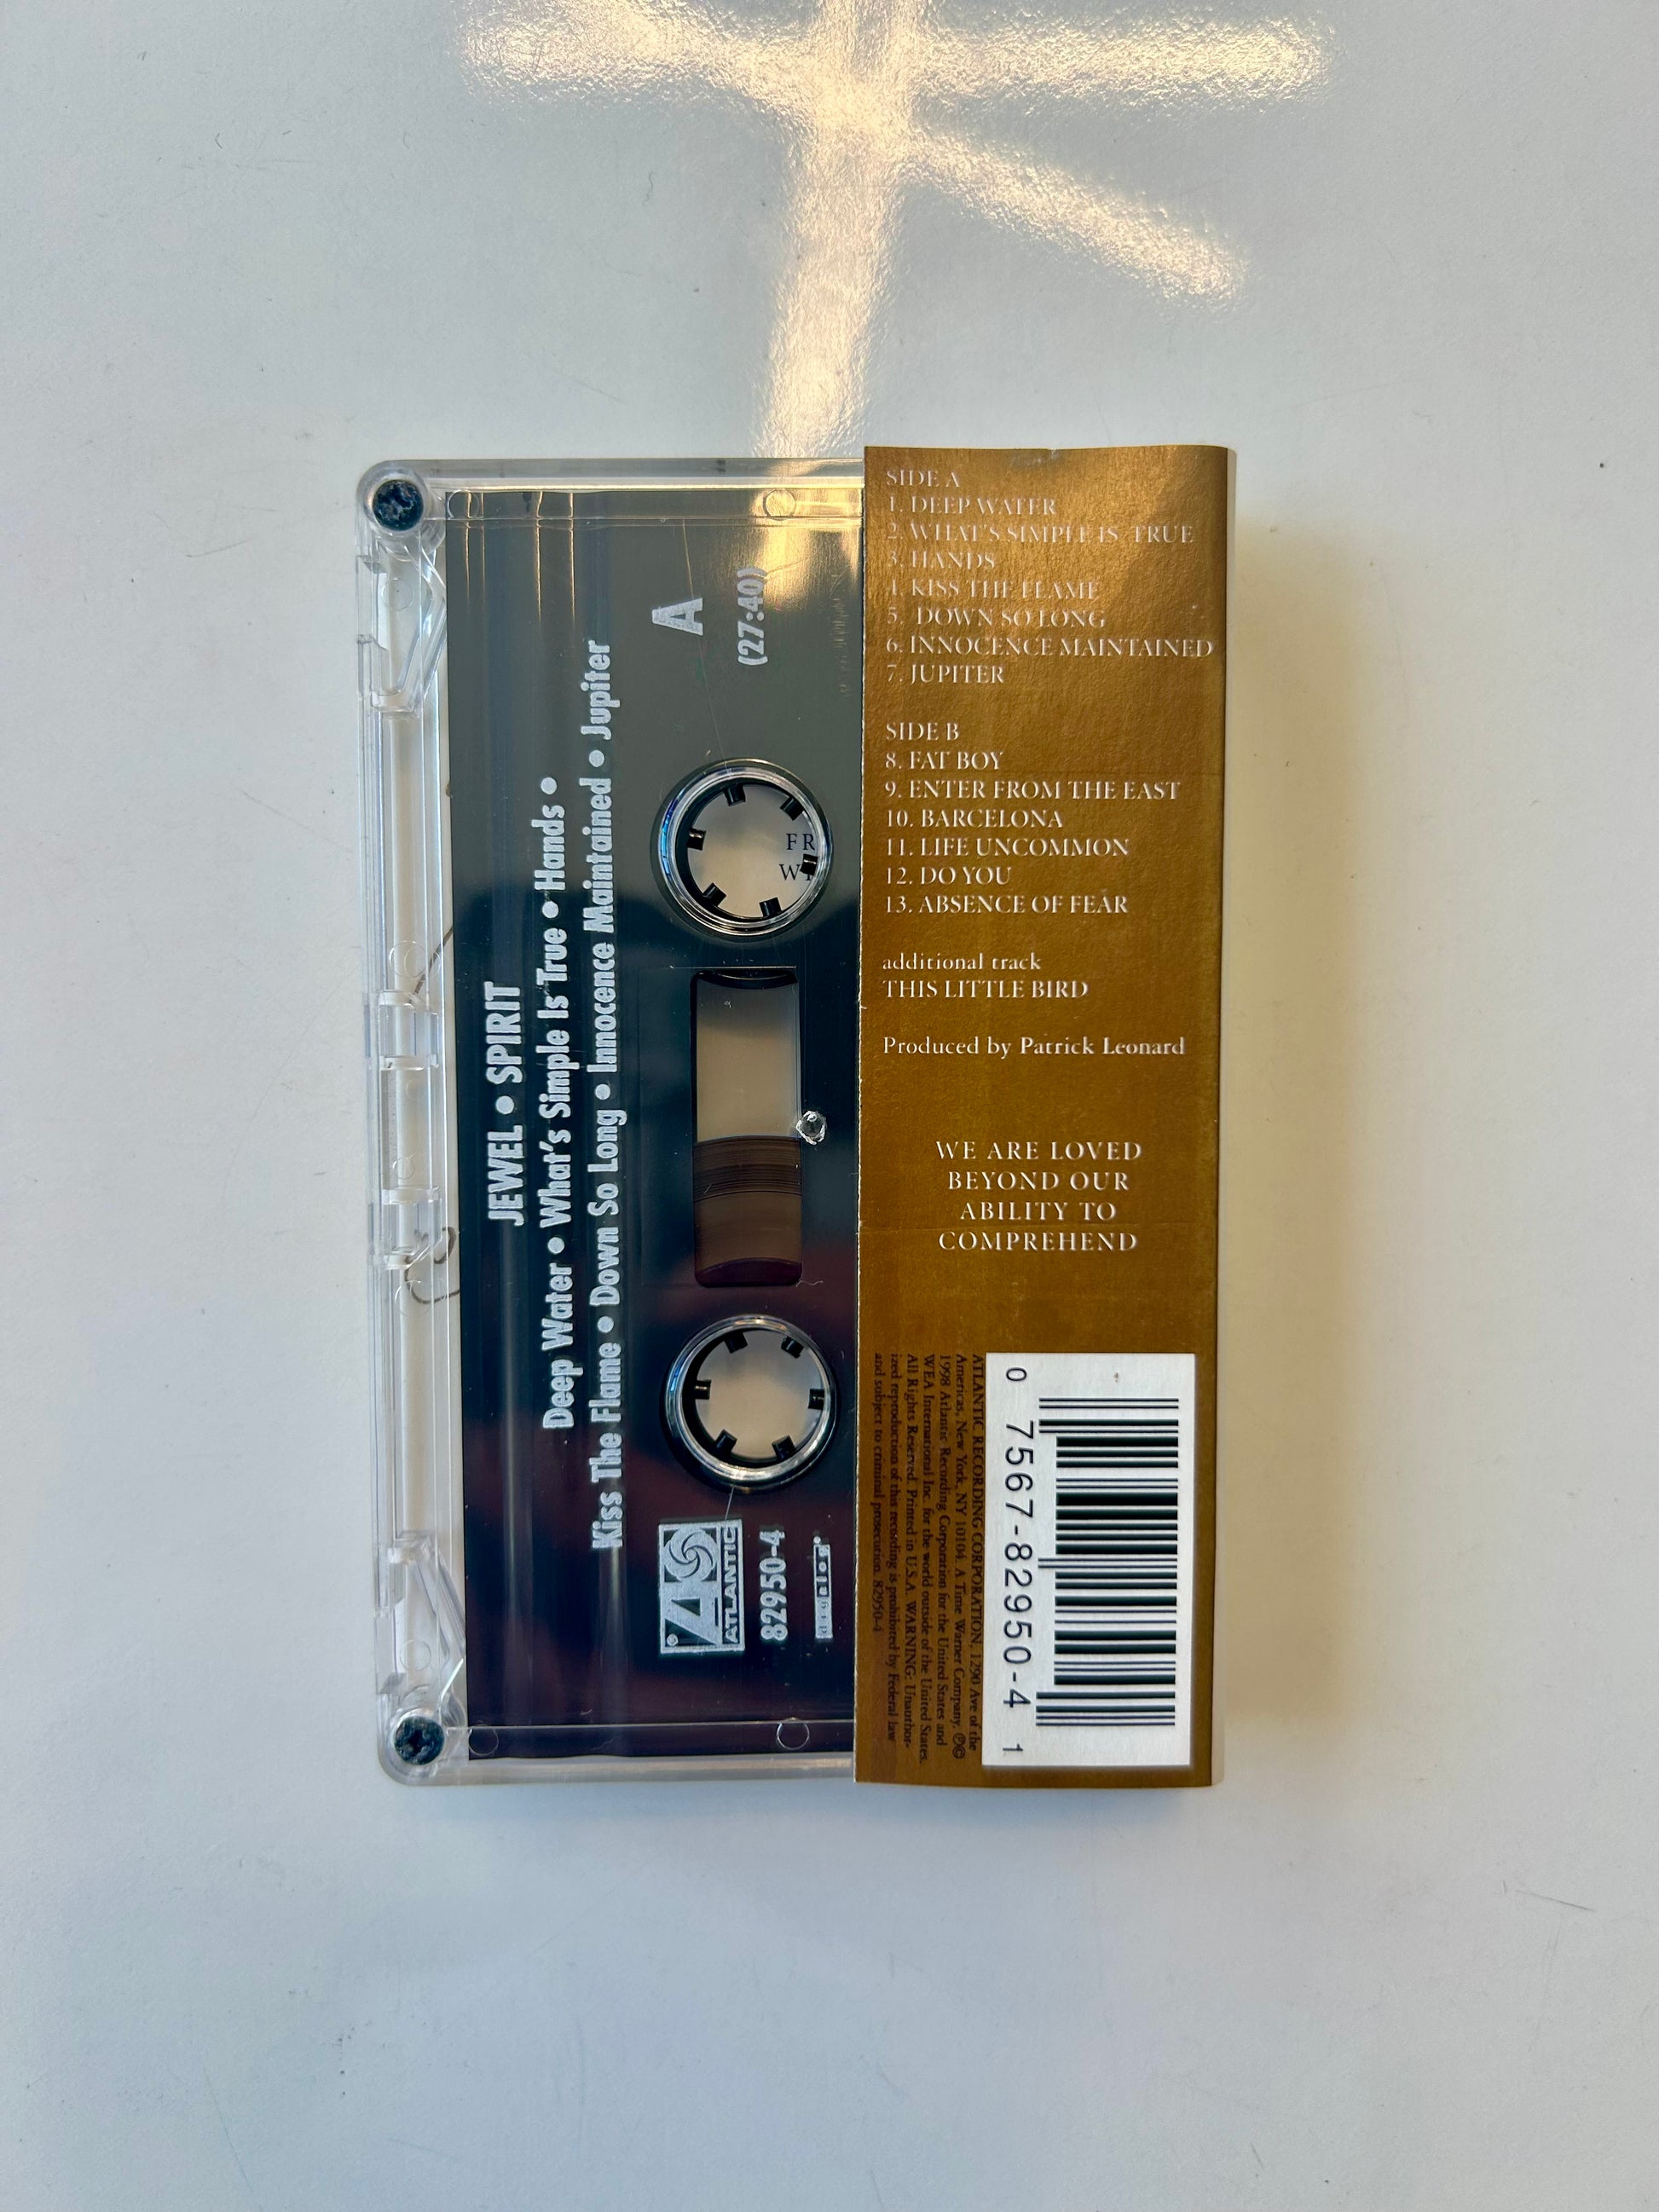 JEWEL • SPIRIT
Deep Water • What's Simple Is True • Hands •
Kiss The Flame • Down So Long • Innocence Maintained • Jupiter
A
(27:40)
FR
ATLANTIC
82950-4
SIDE A
1. DEEP WATER
2. WHAT'S SIMPLE IS TRUE
3. HANDS
4. KISS THE FLAME
5. DOWN SO LONG
6. INNOCENCE MAINTAINED
7. JUPITER
SIDE B
8. FAT BOY
9. ENTER FROM THE EAST
10. BARCELONA
11. LIFE UNCOMMON
12. DO YOU
13. ABSENCE OF FEAR
additional track
THIS LITTLE BIRD
Produced by Patrick Leonard
WE ARE LOVED
BEYOND OUR
ABILITY TO
COMPREHEND
ATLANTIC RECORDING CORPORATION, 1290 Ave of the
Americas, New York, NY 10104. A Time Warner Company. ℗©
1998 Atlantic Recording Corporation for the United States and
WEA International Inc. for the world outside of the United States.
All Rights Reserved. Printed in U.S.A. WARNING: Unauthor-
ized reproduction of this recording is prohibited by Federal law
and subject to criminal prosecution. 82950-4
0 7567-82950-4 1